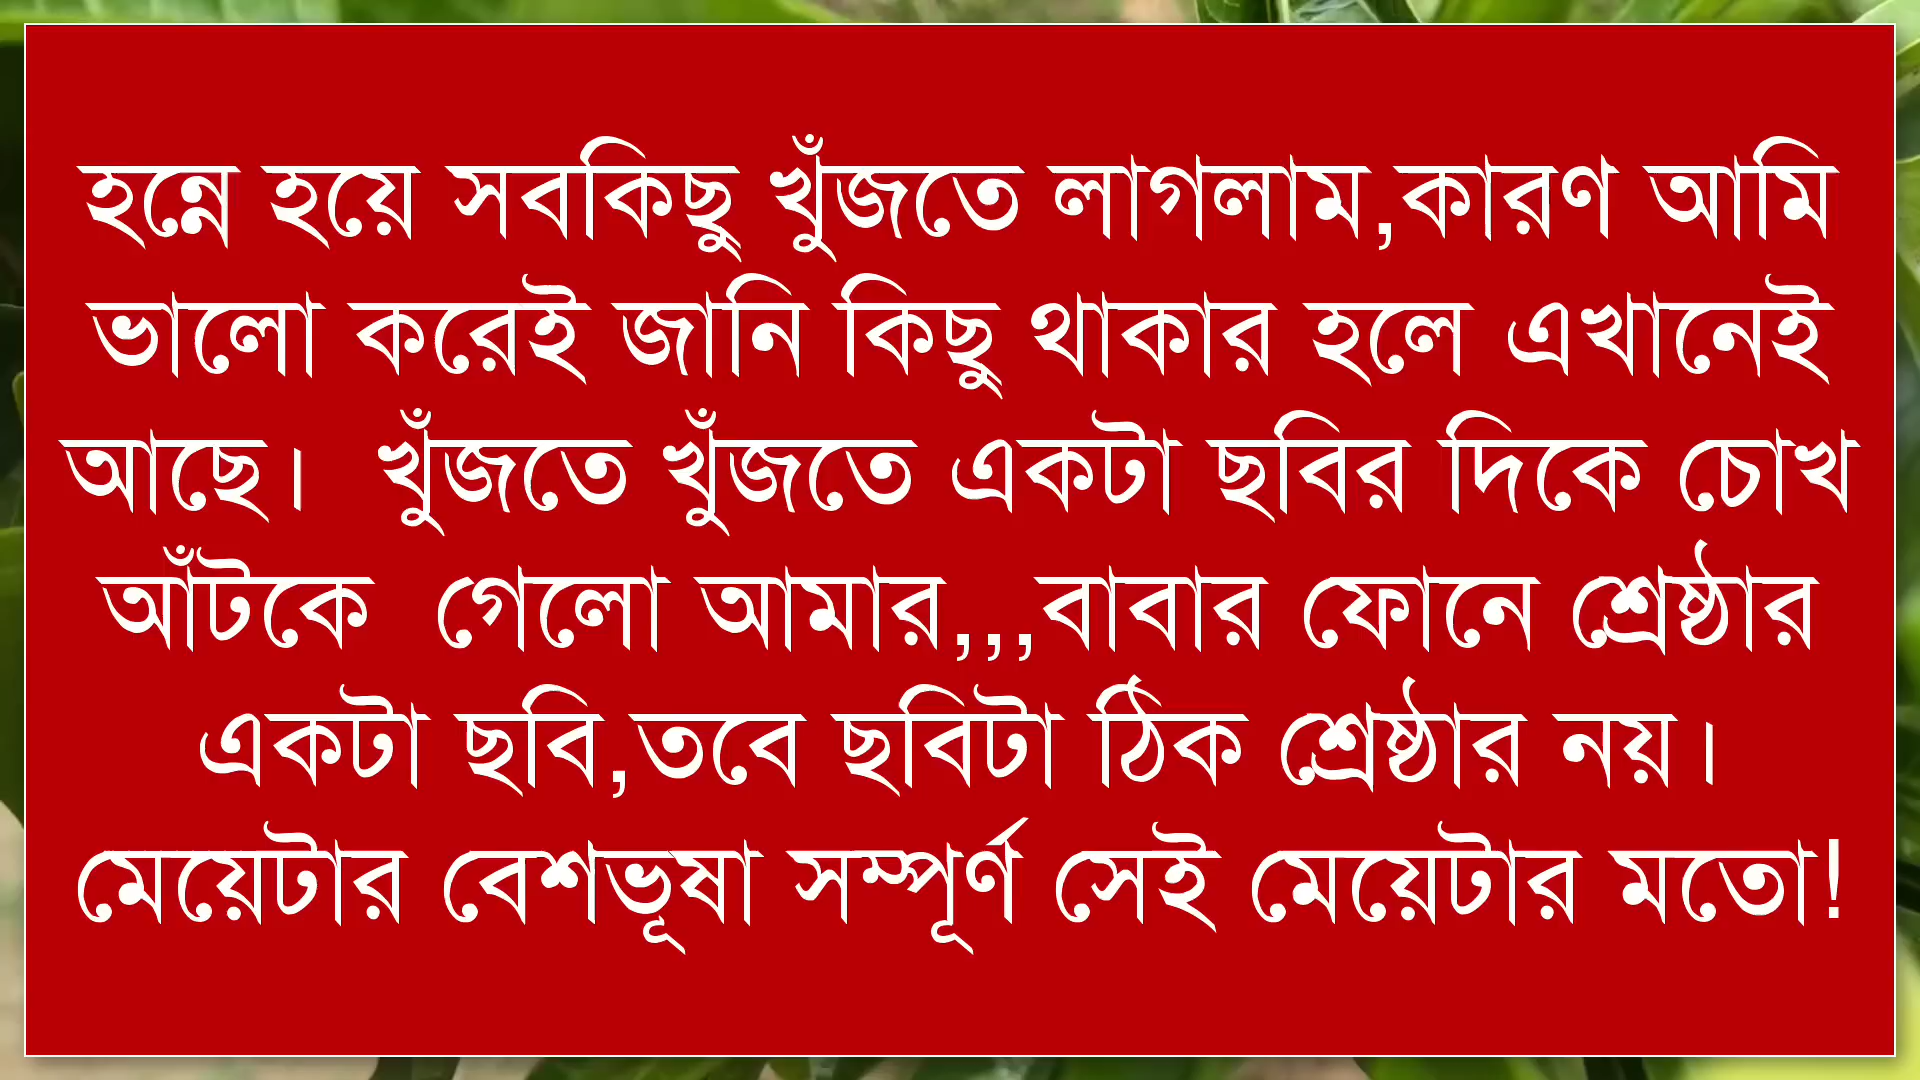 হন্নে হয়ে সবকিছু খুঁজতে লাগলাম,কারণ আমি
ভালো করেই জানি কিছু থাকার হলে এখানেই
আছে। খুঁজতে খুঁজতে একটা ছবির দিকে চোখ
আঁটকে গেলো আমার,,,বাবার ফোনে শ্রেষ্ঠার
একটা ছবি,তবে ছবিটা ঠিক শ্রেষ্ঠার নয়।
মেয়েটার বেশভূষা সম্পূর্ণ সেই মেয়েটার মতো!